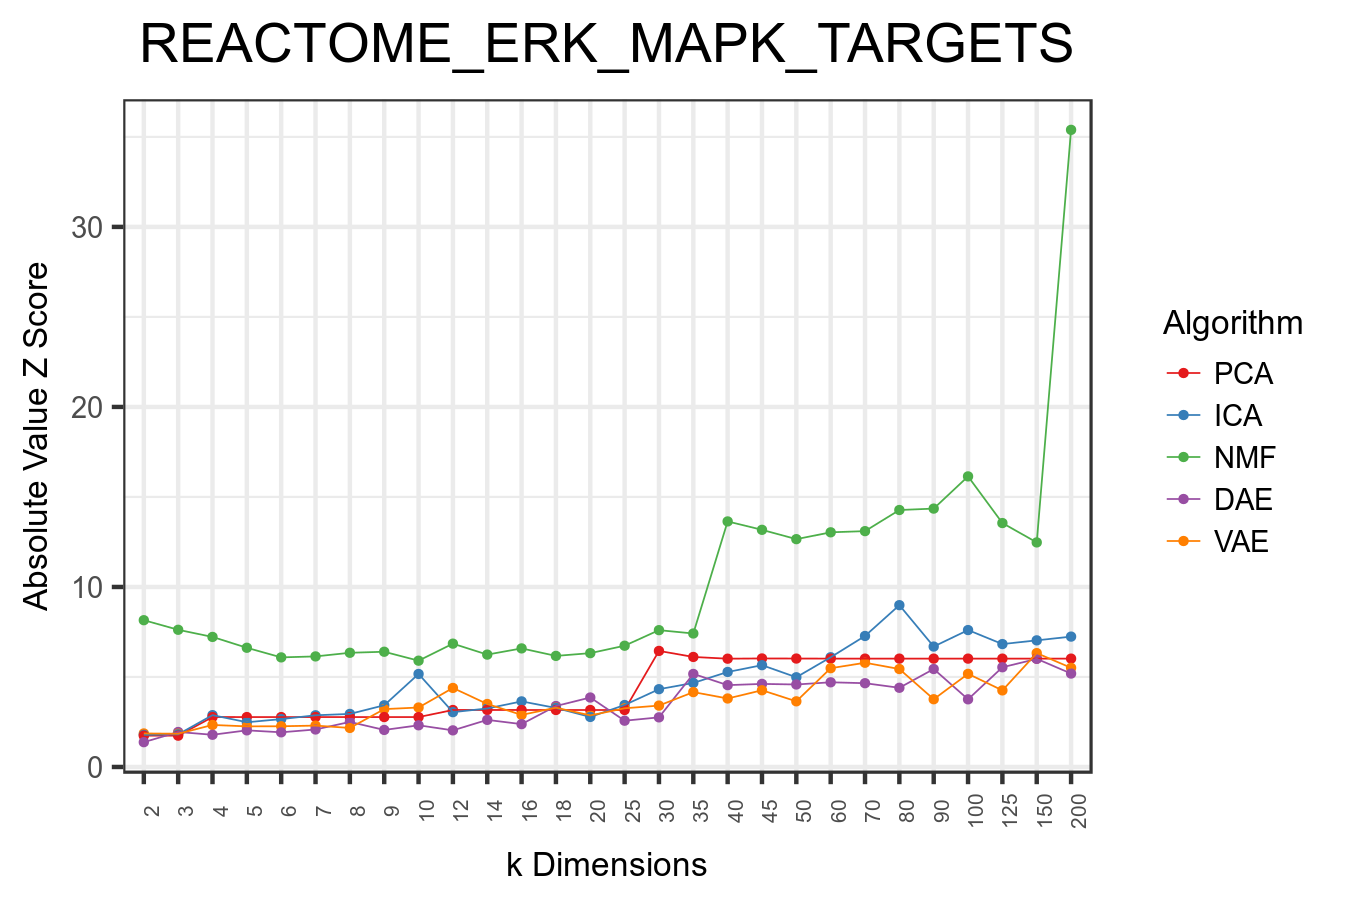 REACTOME_ERK_MAPK_TARGETS
Absolute Value Z Score
30
20
10
0
2 3 4 5 6 7 8 9 10 12 14 16 18 20 25 30 35 40 45 50 60 70 80 90 100 125 150 200
k Dimensions
Algorithm
PCA
ICA
NMF
DAE
VAE